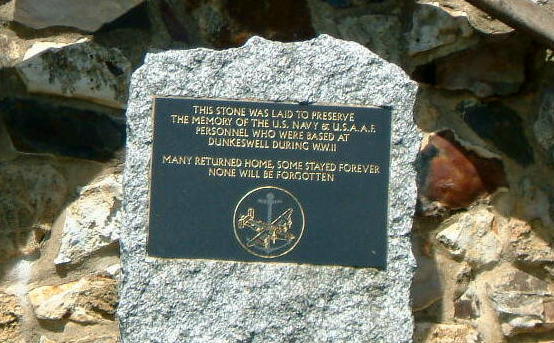 THIS STONE WAS LAID TO PRESERVE
THE MEMORY OF THE U.S. NAVY & U.S.A.A.F.
PERSONNEL WHO WERE BASED AT
DUNKESWELL DURING W.W.II
MANY RETURNED HOME, SOME STAYED FOREVER
NONE WILL BE FORGOTTEN